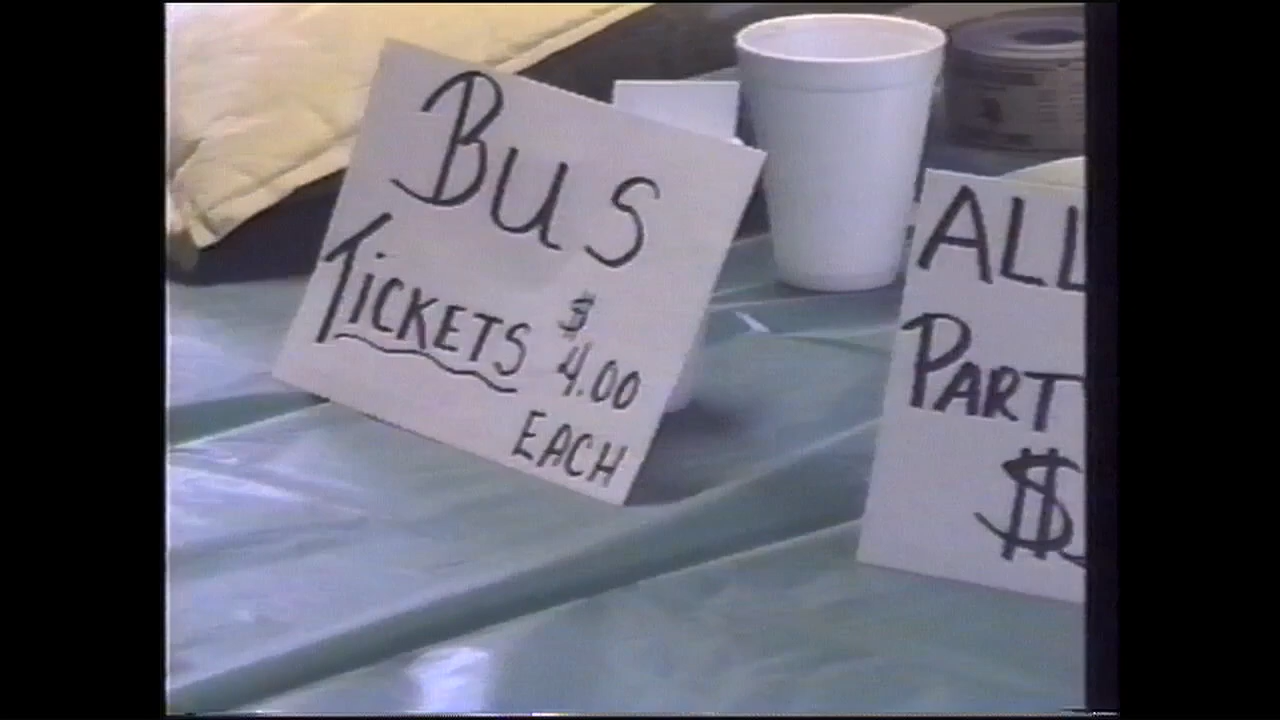 BUS
TICKETS $
4.00
EACH
ALL
PART
$